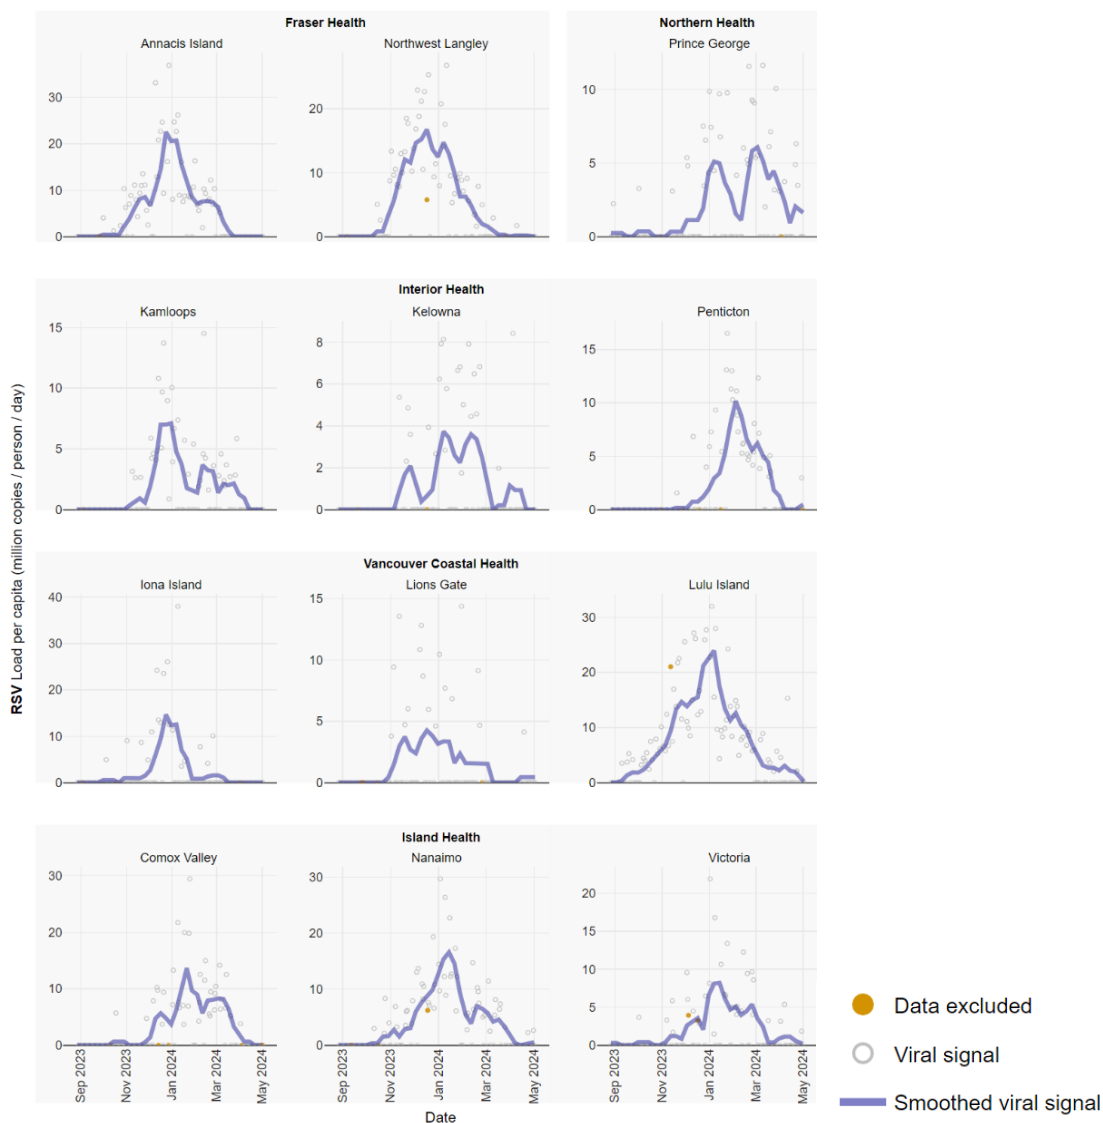 Fraser Health
Northern Health
Annacis Island
Northwest Langley
Prince George
30
20
10
0
20
10
0
10
5
0
Interior Health
Kamloops
Kelowna
Penticton
15
10
5
0
8
6
4
2
0
15
10
5
0
RSV Load per capita (million copies / person / day)
Vancouver Coastal Health
Iona Island
Lions Gate
Lulu Island
40
30
20
10
0
15
10
5
0
30
20
10
0
Island Health
Comox Valley
Nanaimo
Victoria
30
20
10
0
30
20
10
0
20
15
10
5
0
Sep 2023
Nov 2023
Jan 2024
Mar 2024
May 2024
Sep 2023
Nov 2023
Jan 2024
Mar 2024
May 2024
Sep 2023
Nov 2023
Jan 2024
Mar 2024
May 2024
Date
Data excluded
Viral signal
Smoothed viral signal